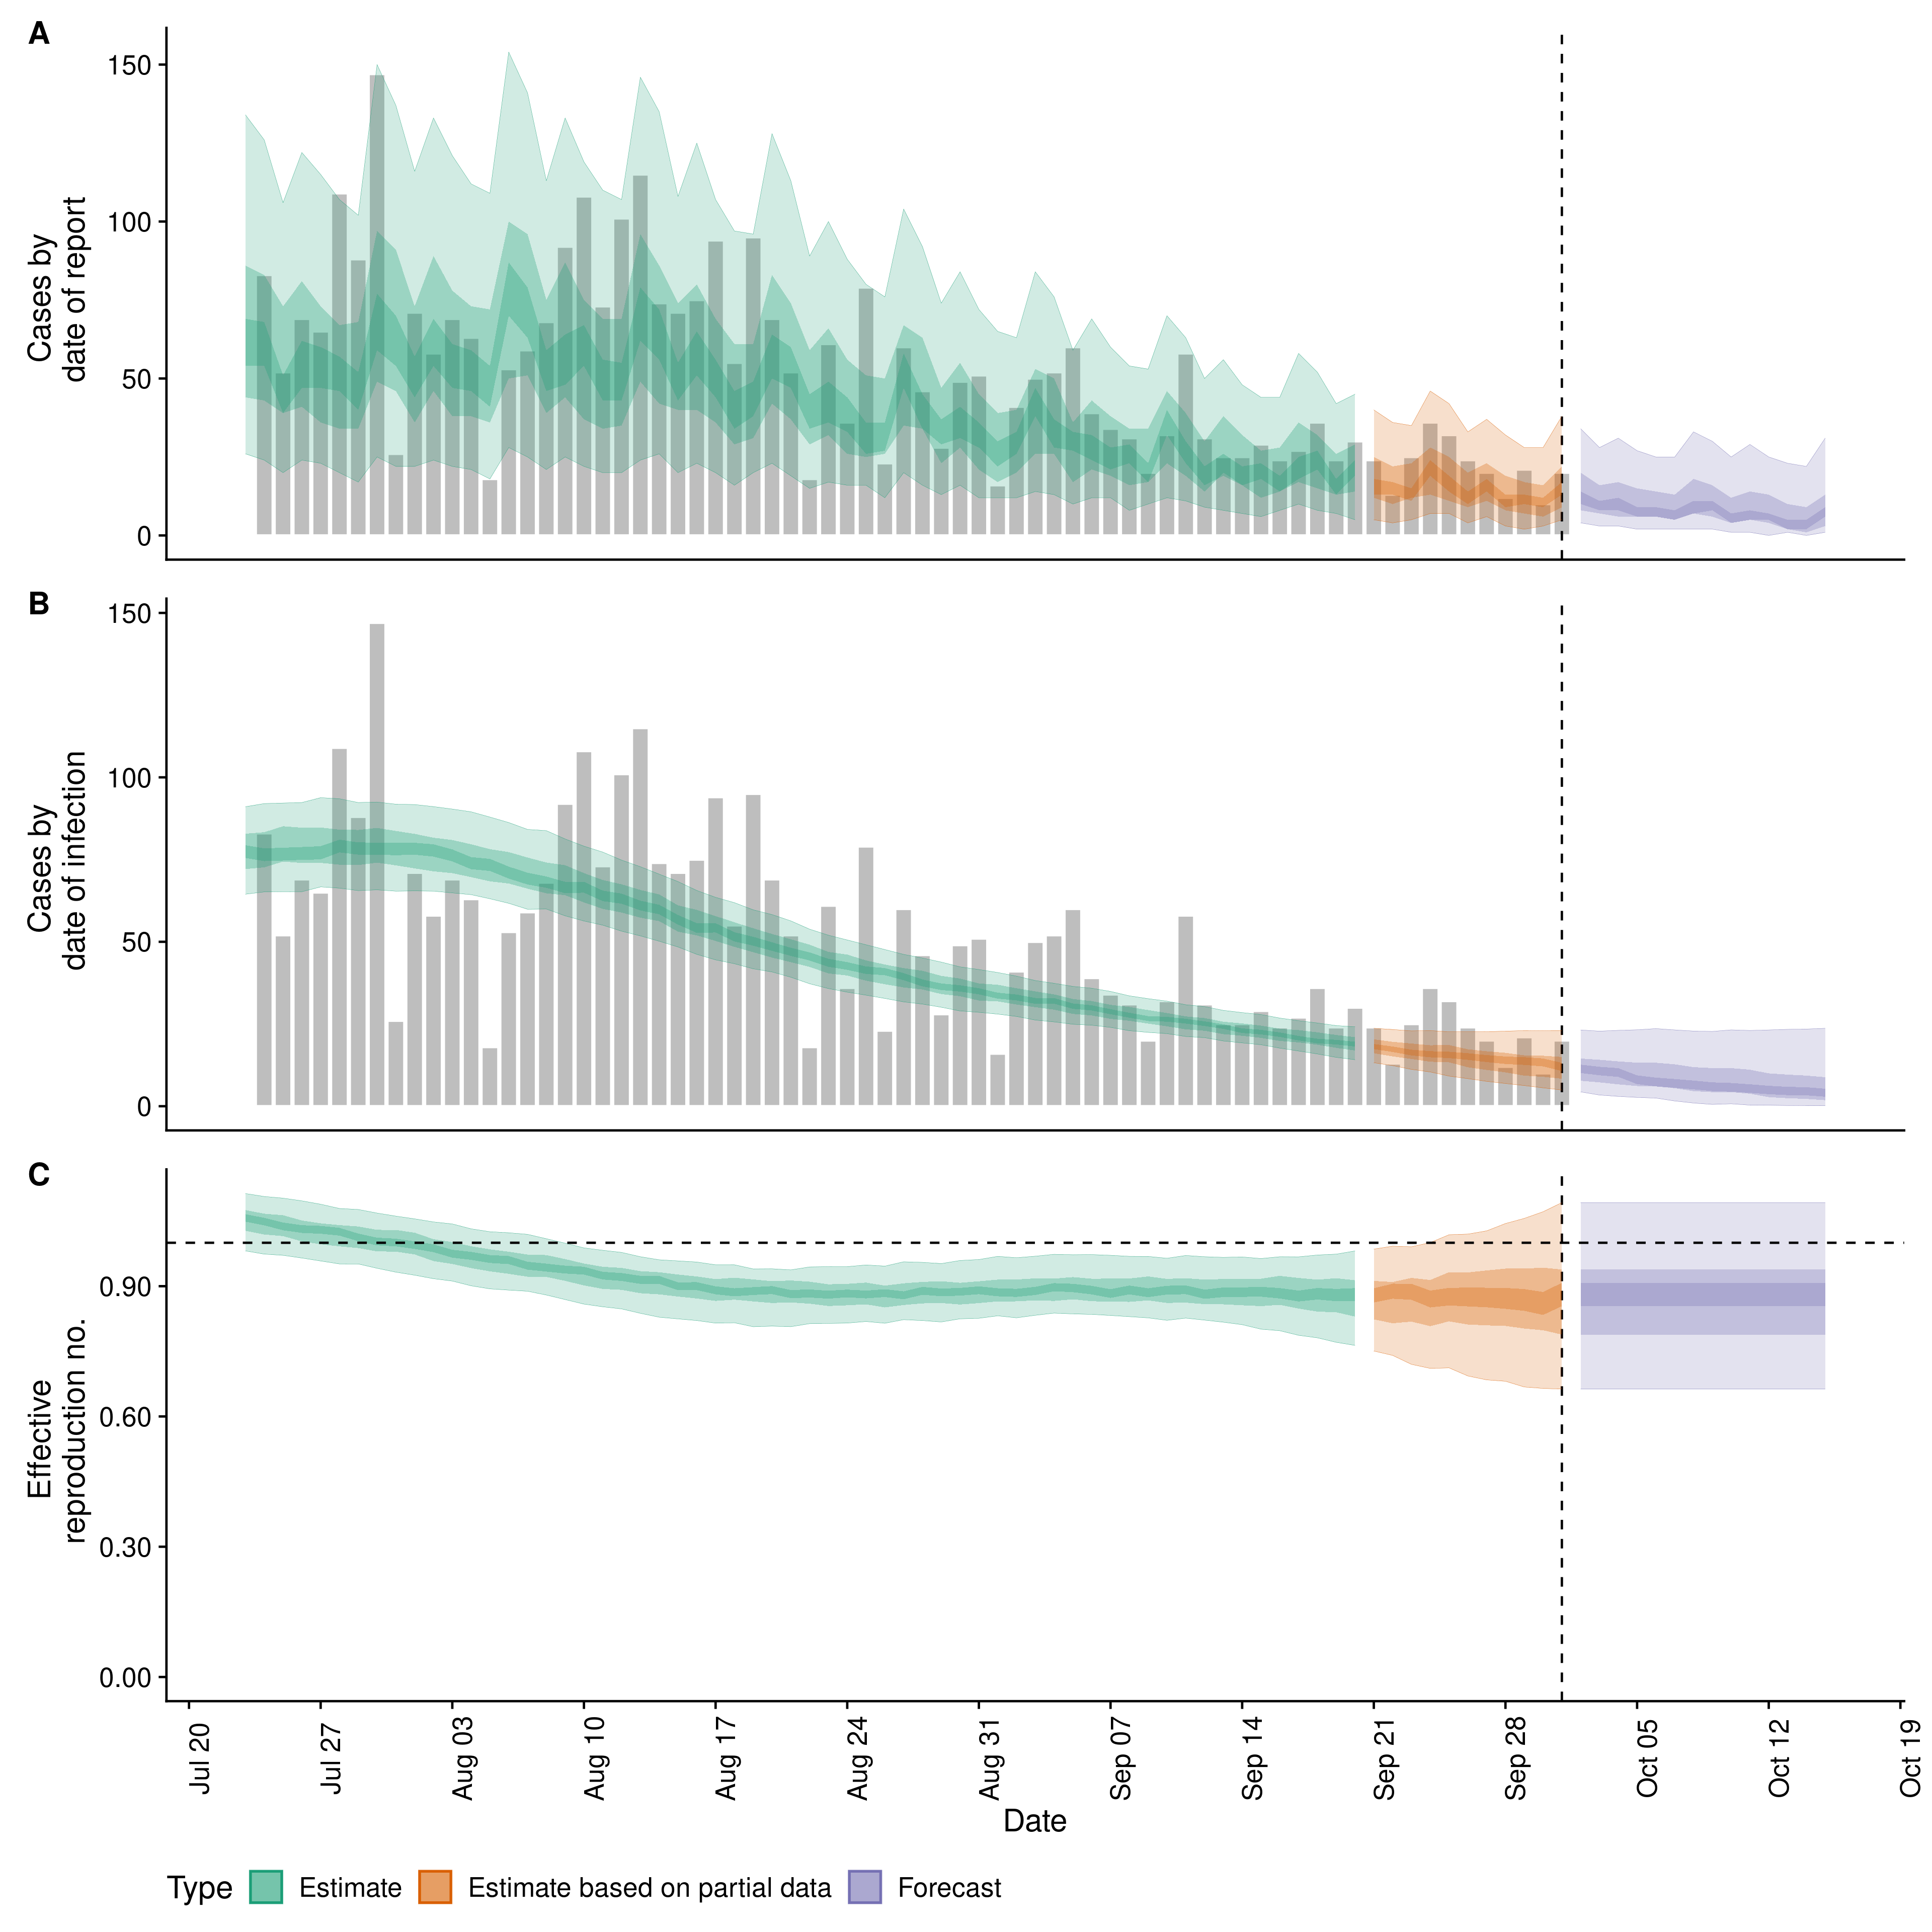 A
150
100
50
0
Cases by
date of report
B
150
100
50
0
Cases by
date of infection
C
0.90
0.60
0.30
0.00
Effective
reproduction no.
Jul 20
Jul 27
Aug 03
Aug 10
Aug 17
Aug 24
Aug 31
Sep 07
Sep 14
Sep 21
Sep 28
Oct 05
Oct 12
Oct 19
Date
Type Estimate Estimate based on partial data Forecast